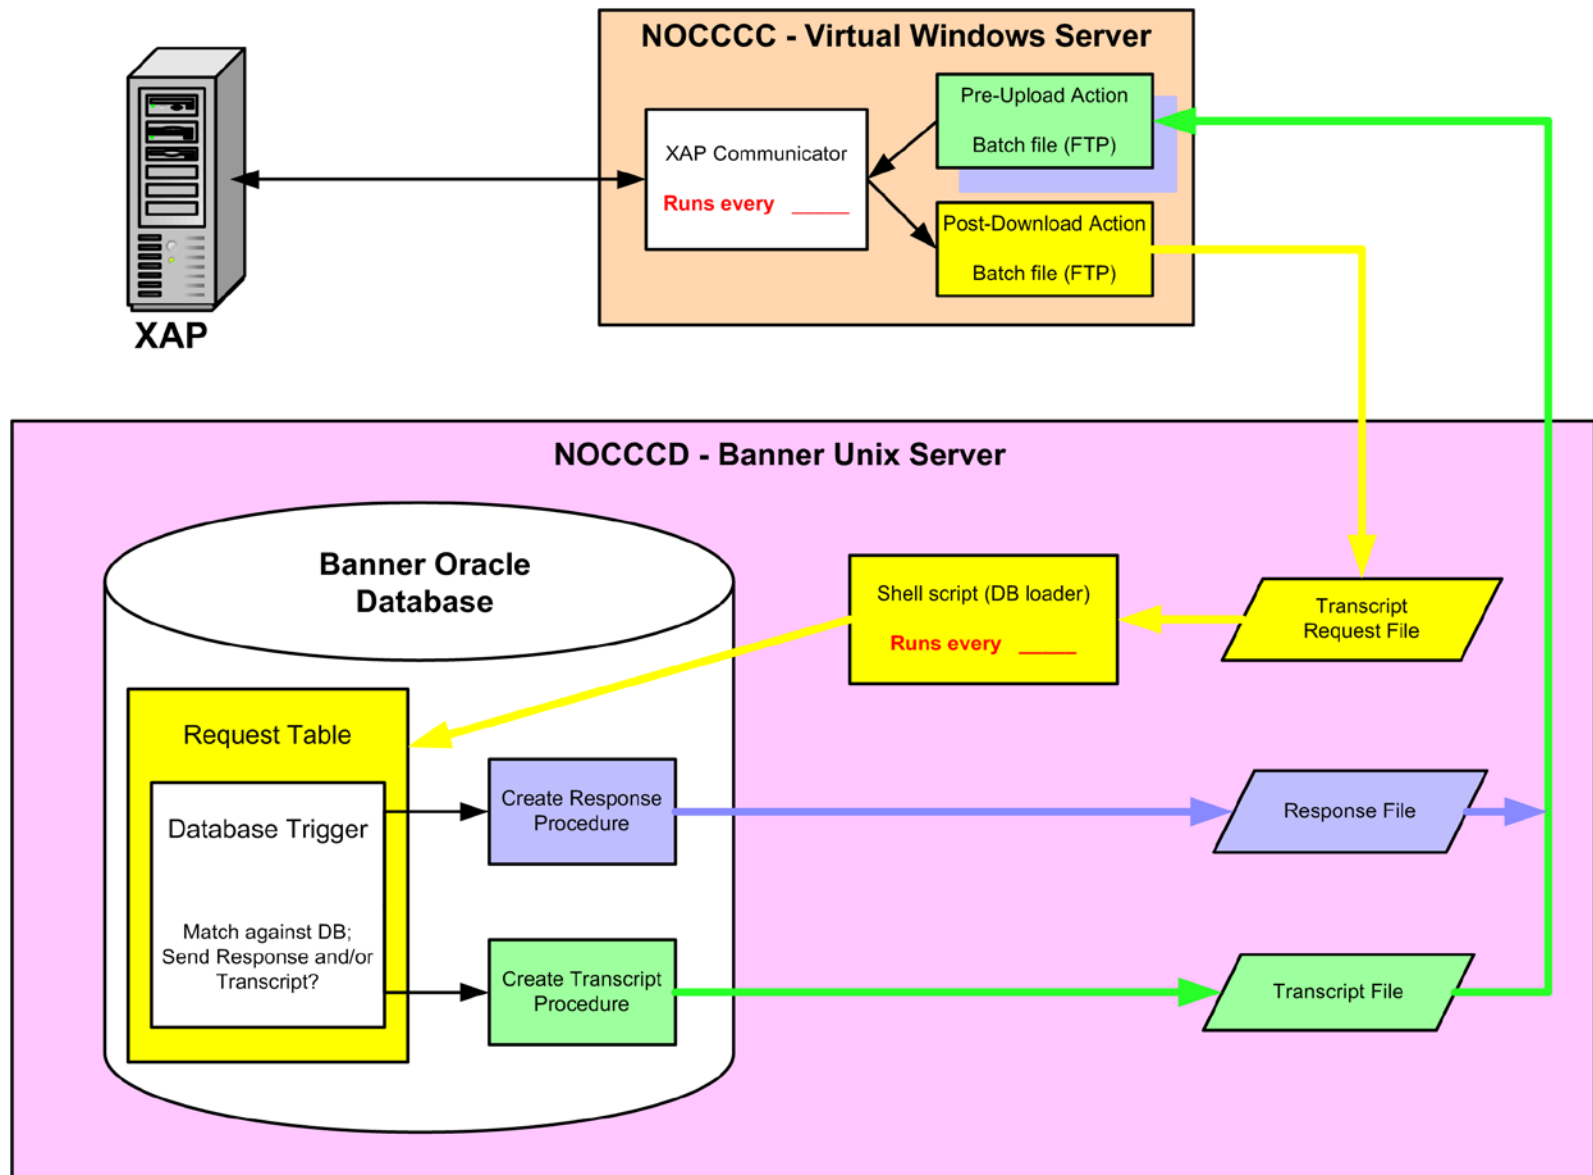 NOCCCC - Virtual Windows Server
Pre-Upload Action
Batch file (FTP)
XAP Communicator
Runs every _____
Post-Download Action
Batch file (FTP)
XAP
NOCCCD - Banner Unix Server
Banner Oracle
Database
Shell script (DB loader)
Runs every _____
Transcript
Request File
Request Table
Database Trigger
Match against DB;
Send Response and/or
Transcript?
Create Response
Procedure
Response File
Create Transcript
Procedure
Transcript File